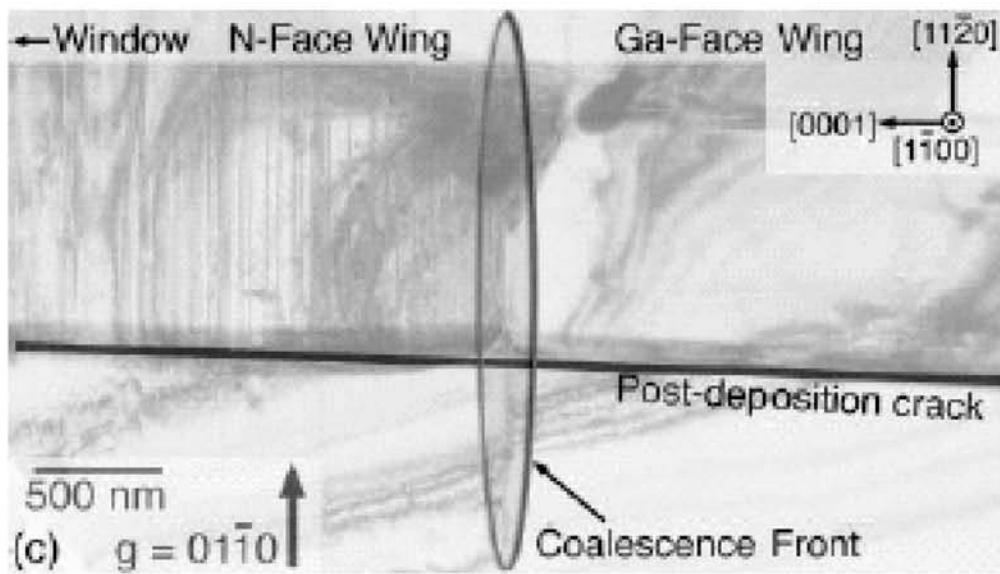 ←Window N-Face Wing Ga-Face Wing [112̄0]
[0001]
[11̄00]
Post-deposition crack
500 nm
(c) g = 011̄0
Coalescence Front